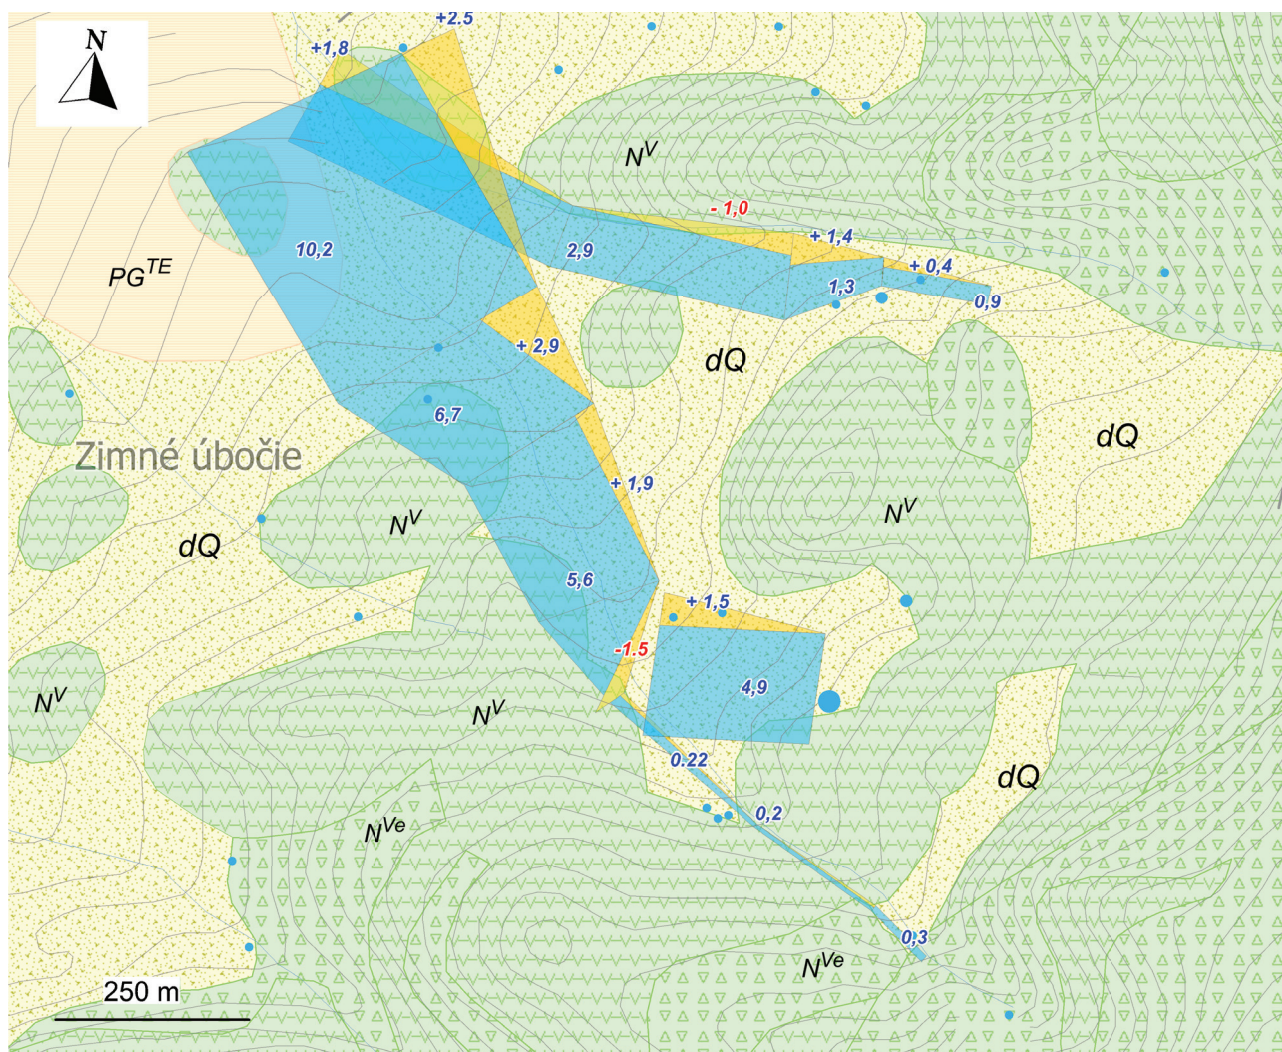 +2.5
N
+1,8
N^V
- 1,0
+ 1,4
10,2
2,9
+ 0,4
PG^TE
1,3
0,9
+ 2,9
dQ
6,7
dQ
Zimné úbočie
+ 1,9
N^V
N^V
dQ
5,6
+ 1,5
-1.5
4,9
N^V
N^V
0.22
dQ
0,2
N^Ve
0,3
N^Ve
250 m